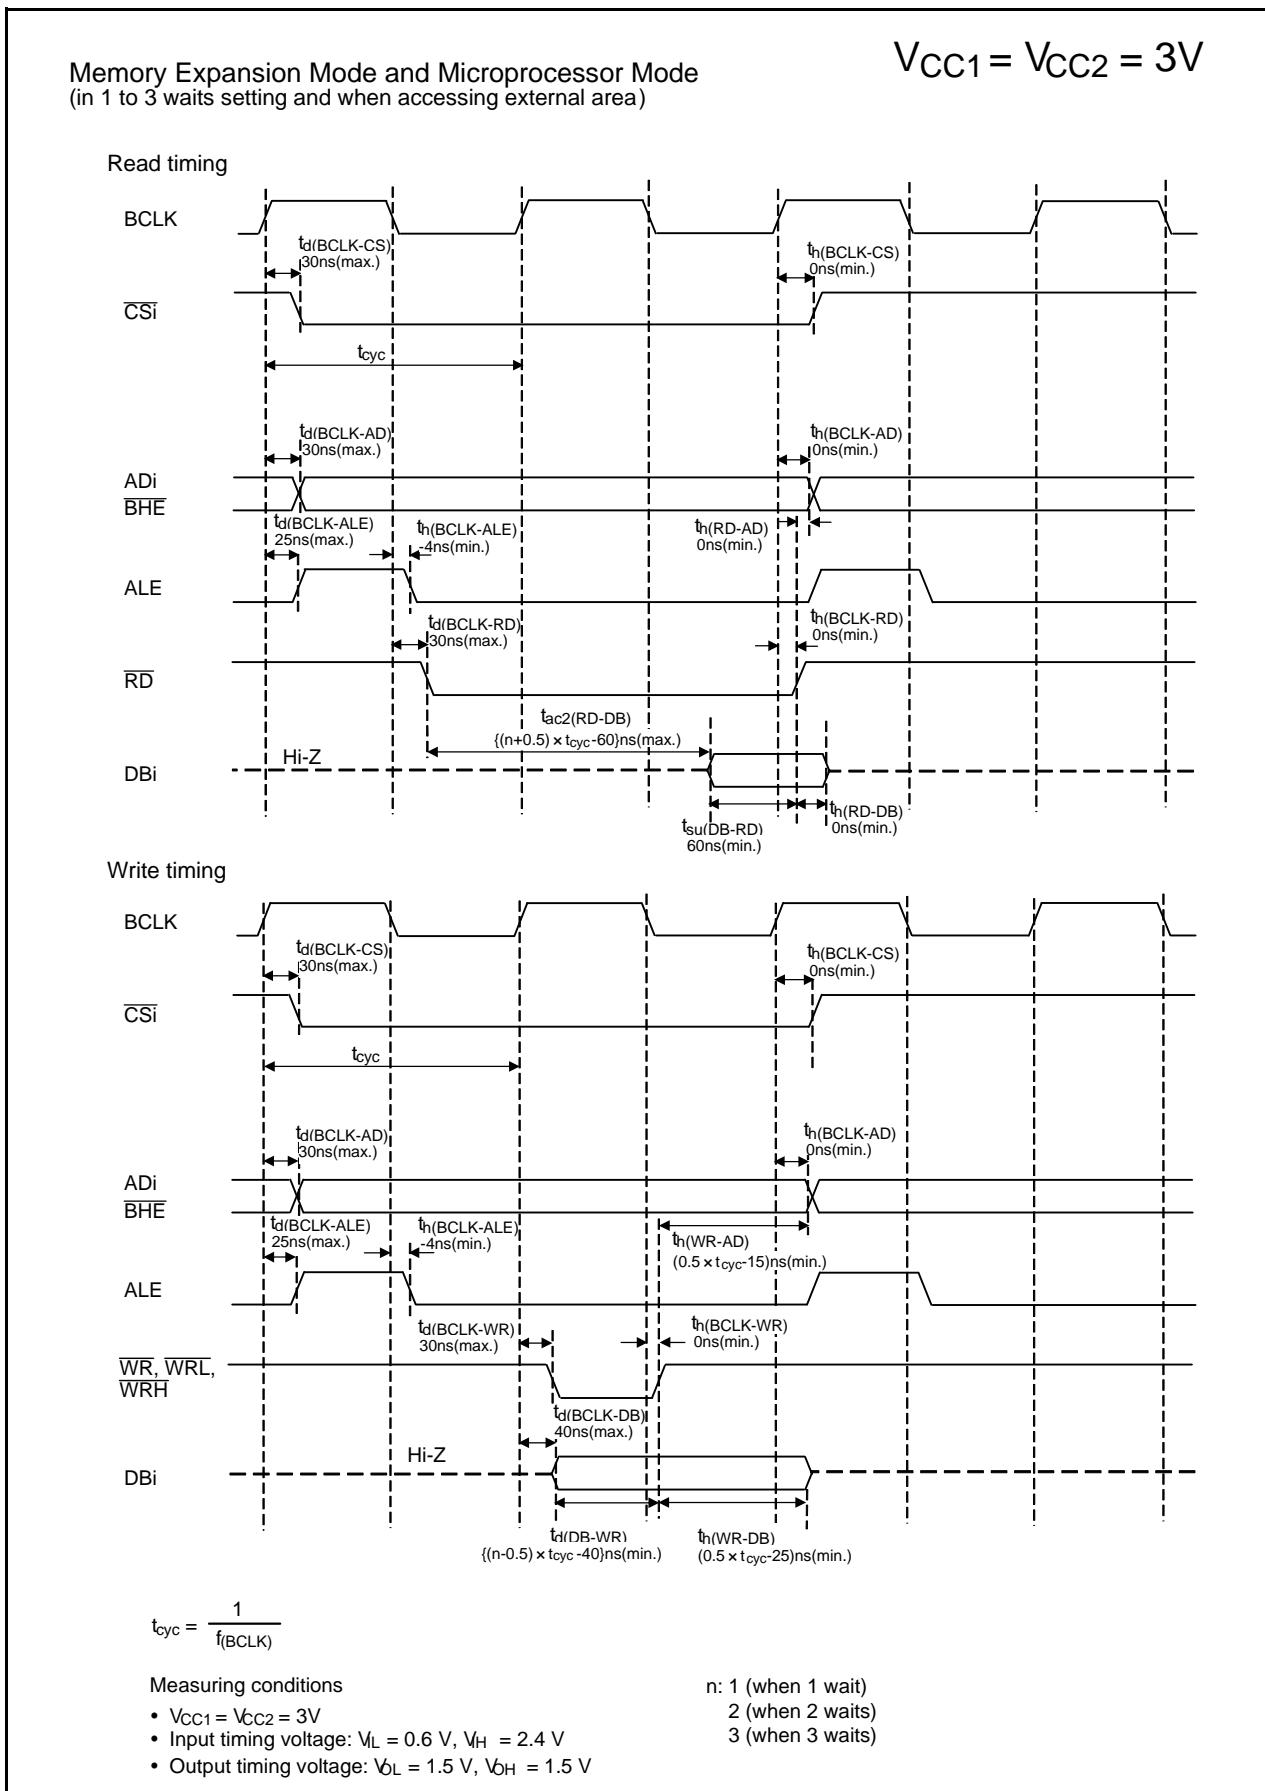 Memory Expansion Mode and Microprocessor Mode
(in 1 to 3 waits setting and when accessing external area)
VCC1 = VCC2 = 3V
Read timing
BCLK
td(BCLK-CS)
30ns(max.)
th(BCLK-CS)
0ns(min.)
CSi
tcyc
td(BCLK-AD)
30ns(max.)
th(BCLK-AD)
0ns(min.)
ADi
BHE
td(BCLK-ALE)
25ns(max.)
th(BCLK-ALE)
-4ns(min.)
th(RD-AD)
0ns(min.)
ALE
td(BCLK-RD)
30ns(max.)
th(BCLK-RD)
0ns(min.)
RD
tac2(RD-DB)
{(n+0.5) × tcyc-60}ns(max.)
Hi-Z
DBi
tsu(DB-RD)
60ns(min.)
th(RD-DB)
0ns(min.)
Write timing
BCLK
td(BCLK-CS)
30ns(max.)
th(BCLK-CS)
0ns(min.)
CSi
tcyc
td(BCLK-AD)
30ns(max.)
th(BCLK-AD)
0ns(min.)
ADi
BHE
td(BCLK-ALE)
25ns(max.)
th(BCLK-ALE)
-4ns(min.)
th(WR-AD)
(0.5 × tcyc-15)ns(min.)
ALE
td(BCLK-WR)
30ns(max.)
th(BCLK-WR)
0ns(min.)
WR, WRL,
WRH
td(BCLK-DB)
40ns(max.)
Hi-Z
DBi
td(DB-WR)
{(n-0.5) × tcyc -40}ns(min.)
th(WR-DB)
(0.5 × tcyc-25)ns(min.)
tcyc = 1
f(BCLK)
Measuring conditions
• VCC1 = VCC2 = 3V
• Input timing voltage: VIL = 0.6 V, VIH = 2.4 V
• Output timing voltage: VOL = 1.5 V, VOH = 1.5 V
n: 1 (when 1 wait)
2 (when 2 waits)
3 (when 3 waits)